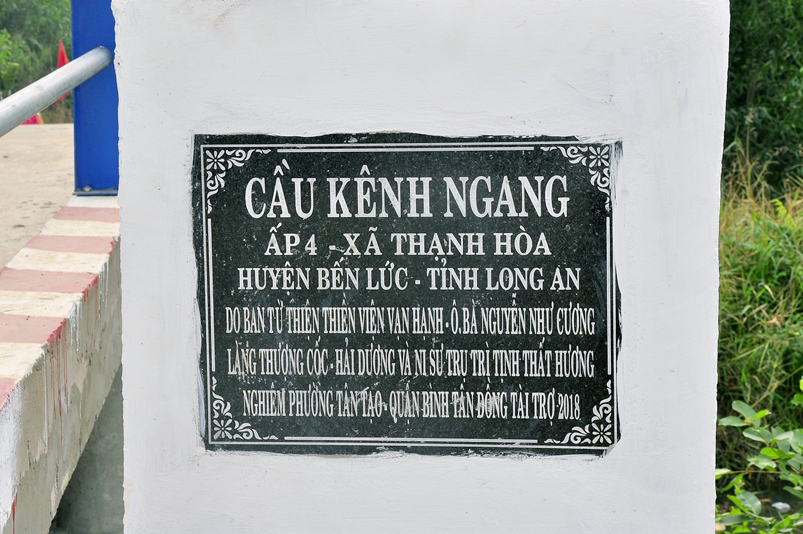 CẦU KÊNH NGANG
ẤP 4 - XÃ THẠNH HÒA
HUYỆN BẾN LỨC - TỈNH LONG AN
DO BAN TỪ THIỆN THIỀN VIỆN VẠN HẠNH - Ô. BÀ NGUYỄN NHƯ CƯƠNG
LÀNG THƯỢNG CỐC - HẢI DƯƠNG VÀ NI SƯ TRỤ TRÌ TỊNH THẤT HƯƠNG
NGHIÊM PHƯỜNG TÂN TẠO - QUẬN BÌNH TÂN ĐỒNG TÀI TRỢ 2018